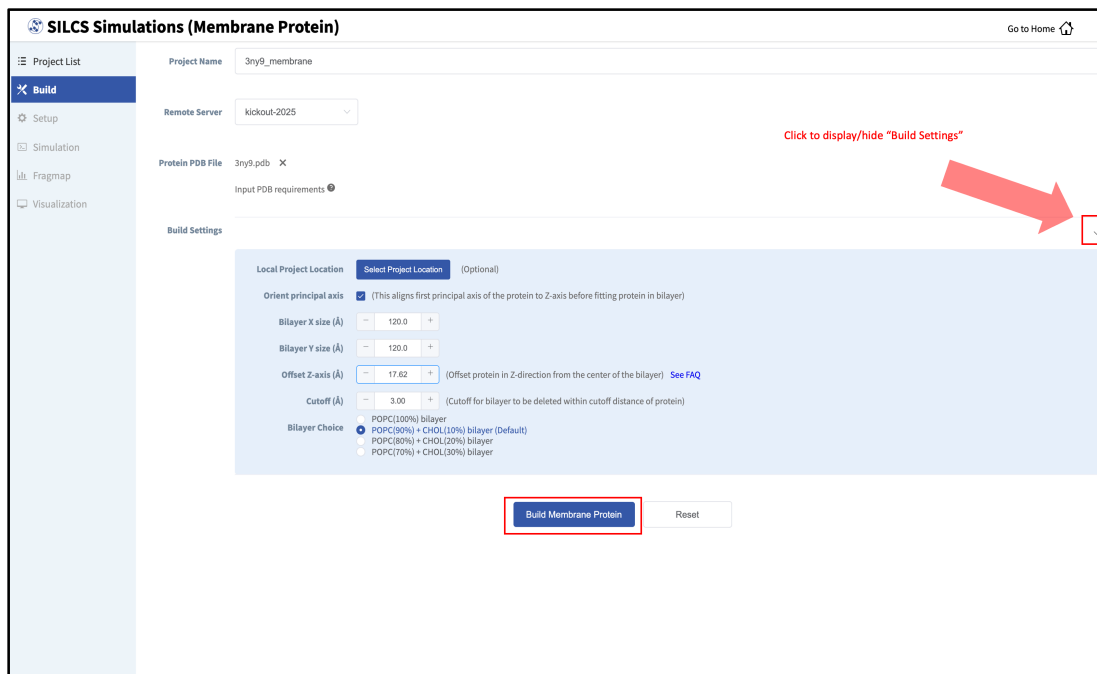 SILCS Simulations (Membrane Protein)
Go to Home
Project List
Build
Setup
Simulation
Fragmap
Visualization
Project Name 3ny9_membrane
Remote Server kickout-2025
Click to display/hide “Build Settings”
Protein PDB File 3ny9.pdb ✕
Input PDB requirements ?
Build Settings
Local Project Location Select Project Location (Optional)
Orient principal axis (This aligns first principal axis of the protein to Z-axis before fitting protein in bilayer)
Bilayer X size (Å) − 120.0 +
Bilayer Y size (Å) − 120.0 +
Offset Z-axis (Å) − 17.62 + (Offset protein in Z-direction from the center of the bilayer) See FAQ
Cutoff (Å) − 3.00 + (Cutoff for bilayer to be deleted within cutoff distance of protein)
Bilayer Choice
POPC(100%) bilayer
POPC(90%) + CHOL(10%) bilayer (Default)
POPC(80%) + CHOL(20%) bilayer
POPC(70%) + CHOL(30%) bilayer
Build Membrane Protein Reset